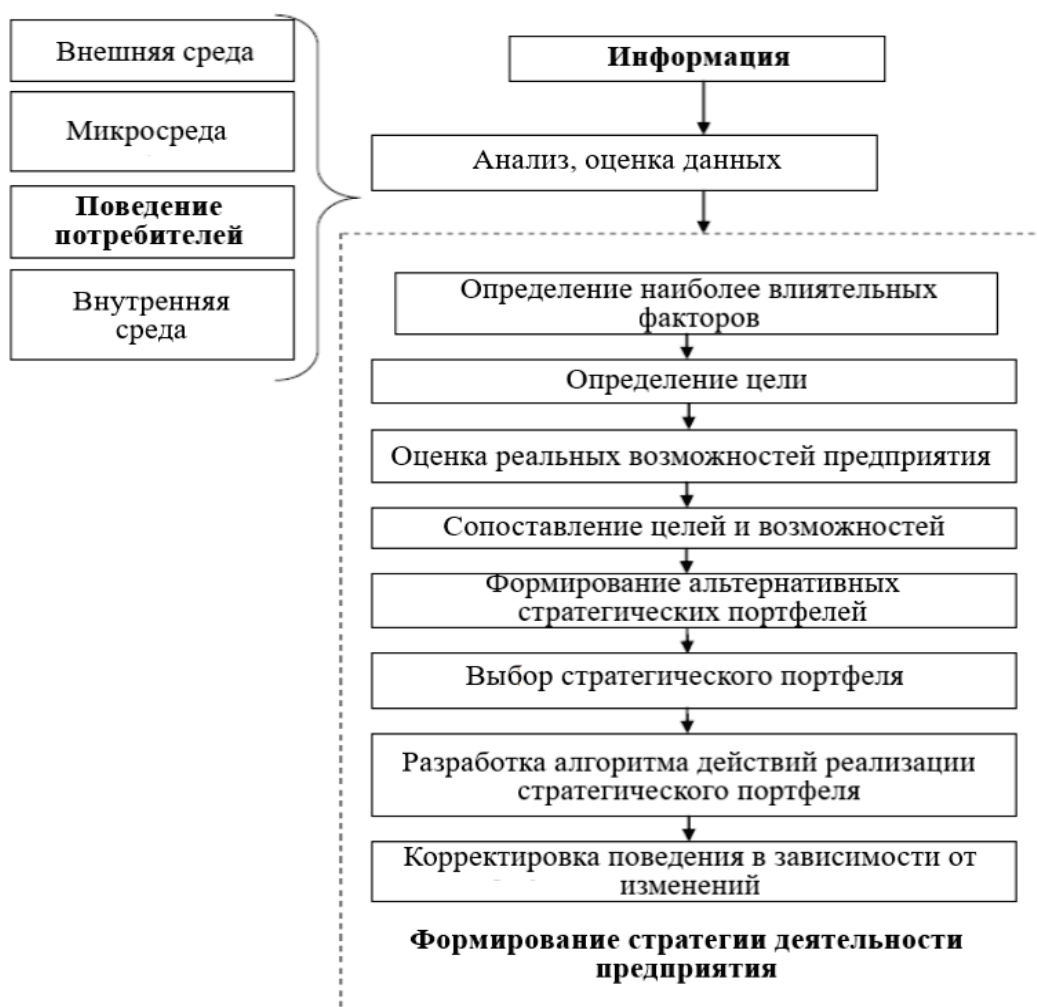 Внешняя среда
Микросреда
Поведение
потребителей
Внутренняя
среда
Информация
Анализ, оценка данных
Определение наиболее влиятельных
факторов
Определение цели
Оценка реальных возможностей предприятия
Сопоставление целей и возможностей
Формирование альтернативных
стратегических портфелей
Выбор стратегического портфеля
Разработка алгоритма действий реализации
стратегического портфеля
Корректировка поведения в зависимости от
изменений
Формирование стратегии деятельности
предприятия